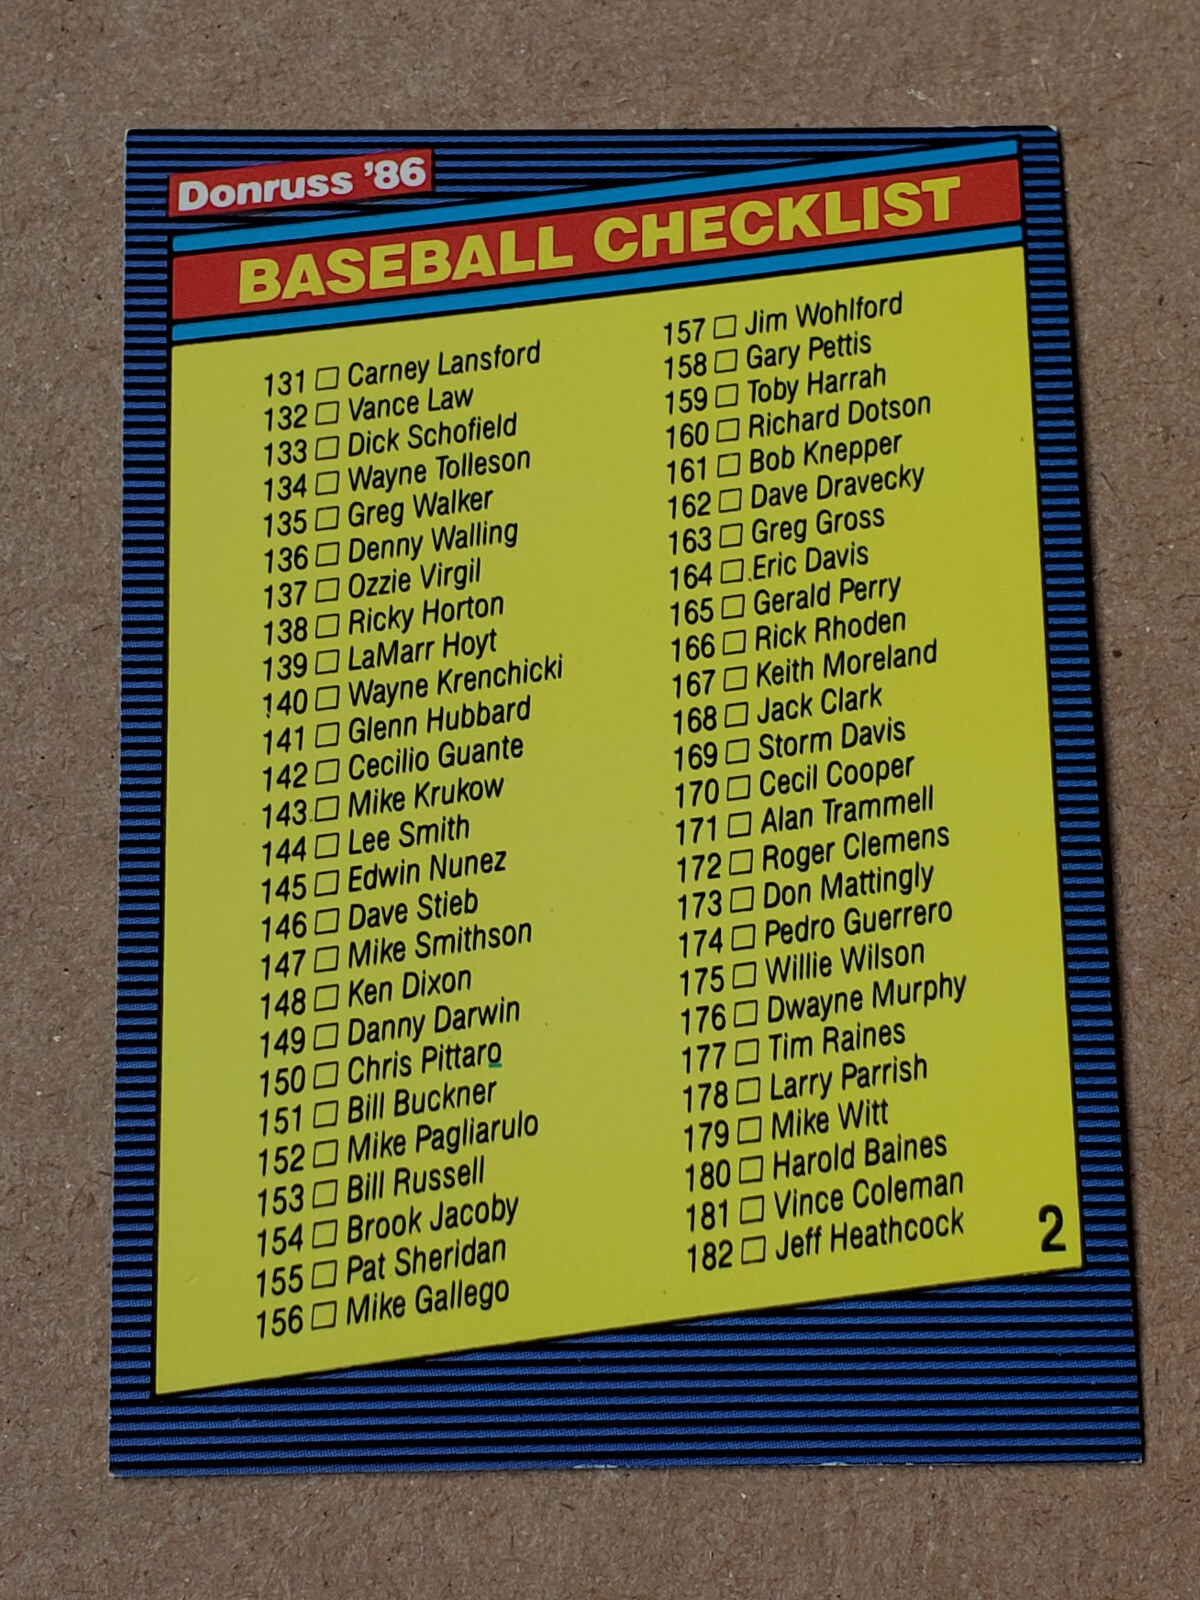 Donruss '86
BASEBALL CHECKLIST
131 Carney Lansford
132 Vance Law
133 Dick Schofield
134 Wayne Tolleson
135 Greg Walker
136 Denny Walling
137 Ozzie Virgil
138 Ricky Horton
139 LaMarr Hoyt
140 Wayne Krenchicki
141 Glenn Hubbard
142 Cecilio Guante
143 Mike Krukow
144 Lee Smith
145 Edwin Nunez
146 Dave Stieb
147 Mike Smithson
148 Ken Dixon
149 Danny Darwin
150 Chris Pittaro
151 Bill Buckner
152 Mike Pagliarulo
153 Bill Russell
154 Brook Jacoby
155 Pat Sheridan
156 Mike Gallego
157 Jim Wohlford
158 Gary Pettis
159 Toby Harrah
160 Richard Dotson
161 Bob Knepper
162 Dave Dravecky
163 Greg Gross
164 Eric Davis
165 Gerald Perry
166 Rick Rhoden
167 Keith Moreland
168 Jack Clark
169 Storm Davis
170 Cecil Cooper
171 Alan Trammell
172 Roger Clemens
173 Don Mattingly
174 Pedro Guerrero
175 Willie Wilson
176 Dwayne Murphy
177 Tim Raines
178 Larry Parrish
179 Mike Witt
180 Harold Baines
181 Vince Coleman
182 Jeff Heathcock
2